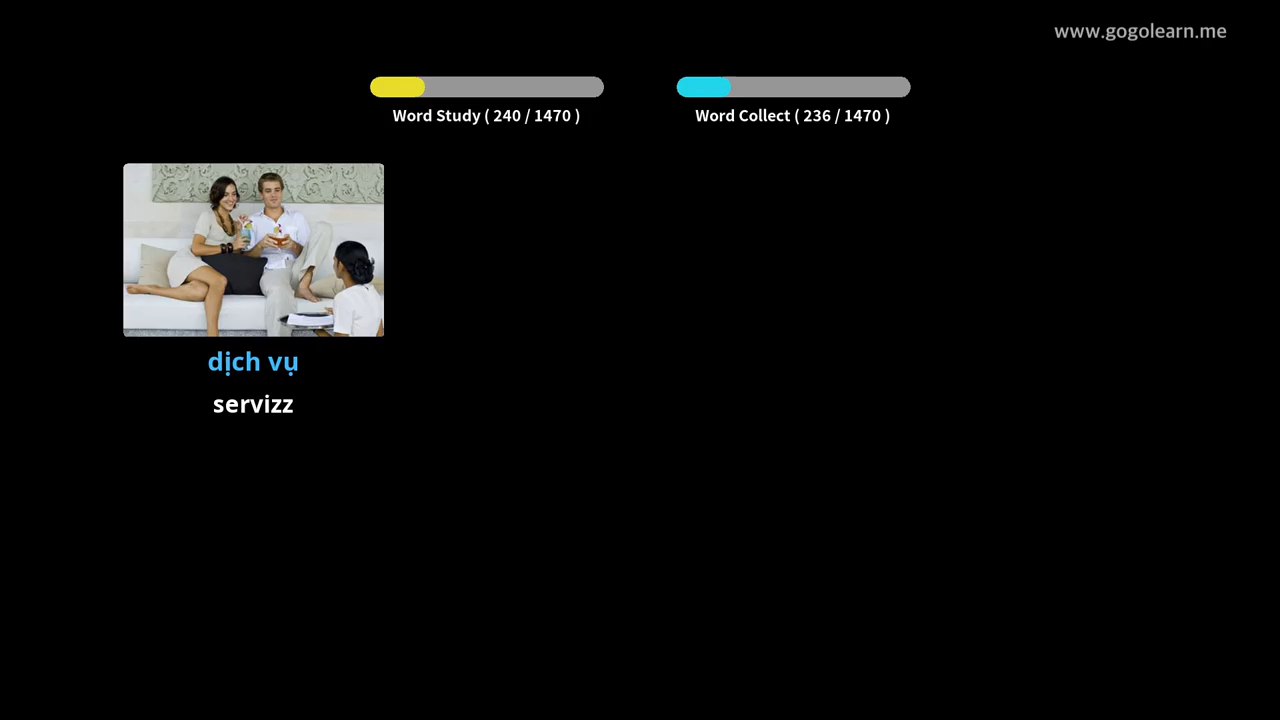 www.gogolearn.me
Word Study ( 240 / 1470 )
Word Collect ( 236 / 1470 )
dịch vụ
servizz